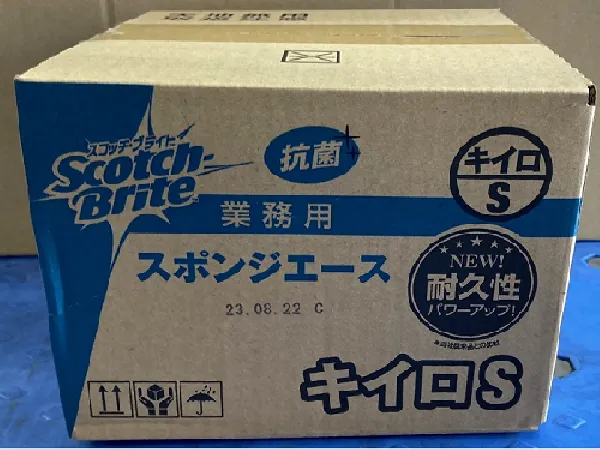 スコッチ・ブライト
Scotch-
Brite
抗菌
キイロ
S
業務用
スポンジエース
23.08.22 C
NEW!
耐久性
パワーアップ!
キイロS